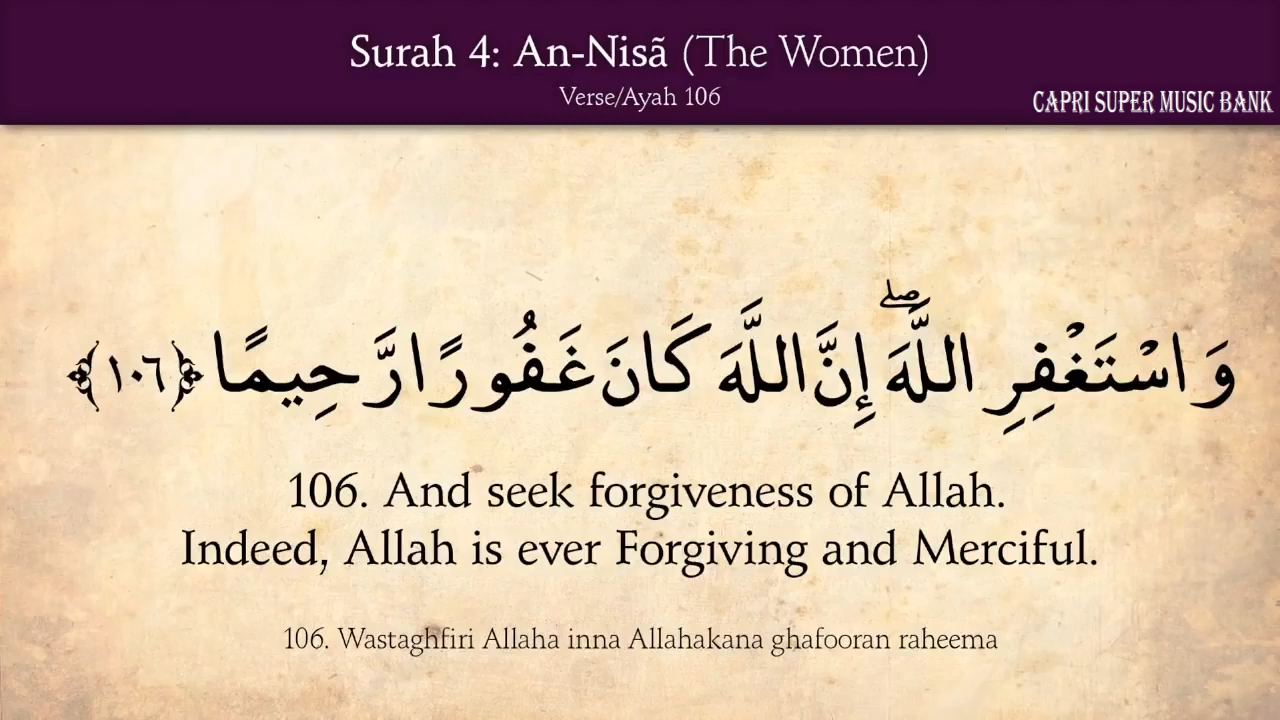 Surah 4: An-Nisã (The Women)
Verse/Ayah 106
CAPRI SUPER MUSIC BANK
وَاسْتَغْفِرِ اللَّهَ ۖ إِنَّ اللَّهَ كَانَ غَفُورًا رَّحِيمًا ﴿١٠٦﴾
106. And seek forgiveness of Allah.
Indeed, Allah is ever Forgiving and Merciful.
106. Wastaghfiri Allaha inna Allahakana ghafooran raheema